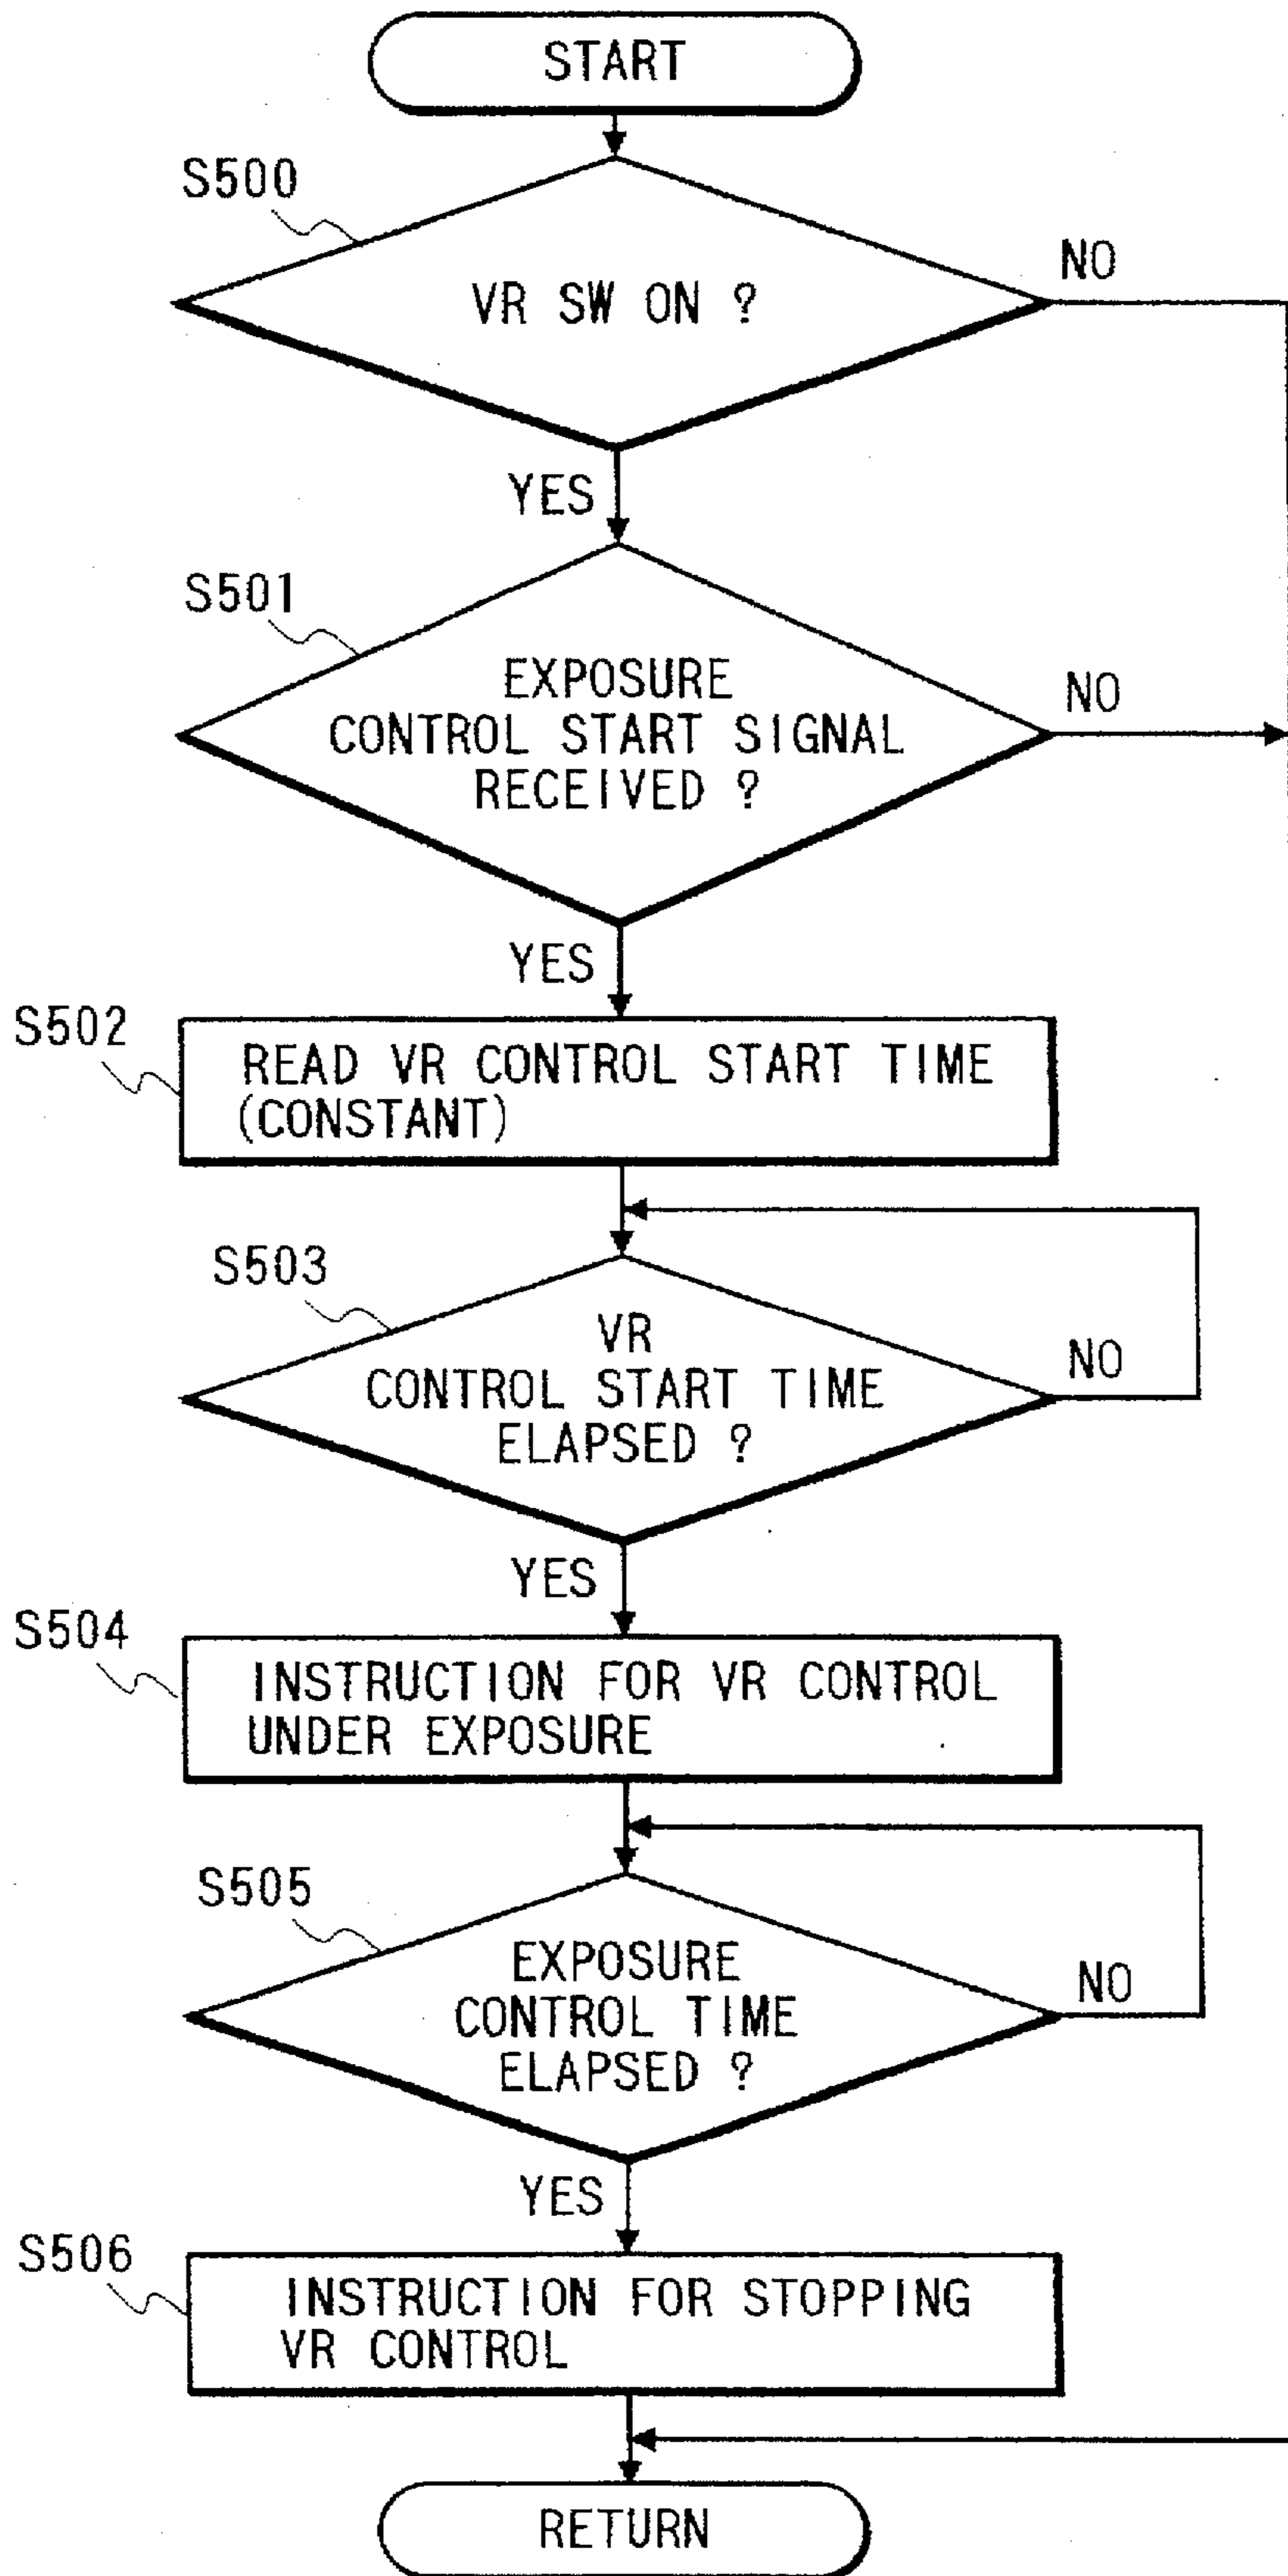 START
S500
VR SW ON ?
NO
YES
S501
EXPOSURE
CONTROL START SIGNAL
RECEIVED ?
NO
YES
S502
READ VR CONTROL START TIME
(CONSTANT)
S503
VR
CONTROL START TIME
ELAPSED ?
NO
YES
S504
INSTRUCTION FOR VR CONTROL
UNDER EXPOSURE
S505
EXPOSURE
CONTROL TIME
ELAPSED ?
NO
YES
S506
INSTRUCTION FOR STOPPING
VR CONTROL
RETURN